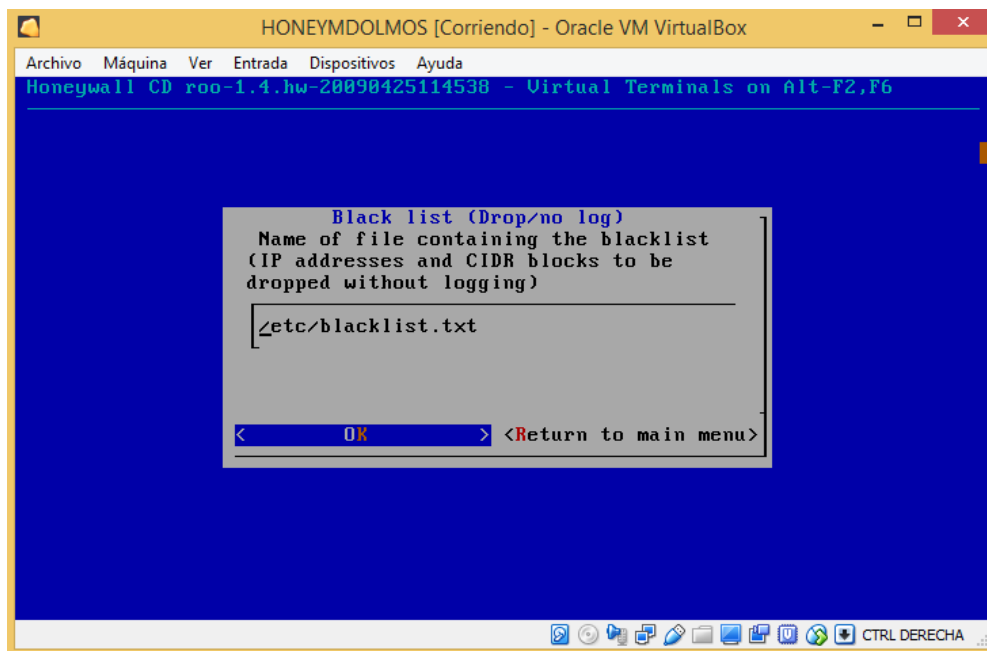 HONEYMDOLMOS [Corriendo] - Oracle VM VirtualBox
Archivo Máquina Ver Entrada Dispositivos Ayuda
Honeywall CD roo-1.4.hw-20090425114538 - Virtual Terminals on Alt-F2,F6
Black list (Drop/no log)
Name of file containing the blacklist
(IP addresses and CIDR blocks to be
dropped without logging)
/etc/blacklist.txt
< OK > <Return to main menu>
CTRL DERECHA